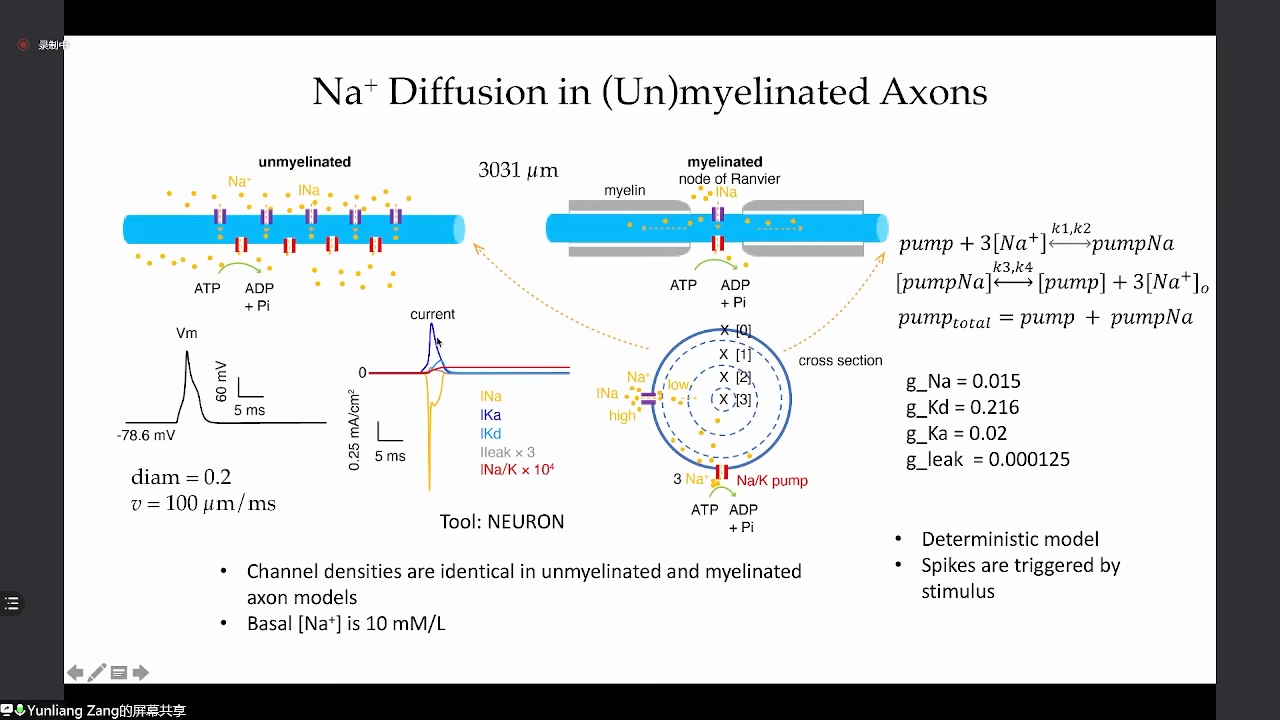 录制中
Na⁺ Diffusion in (Un)myelinated Axons
unmyelinated
Na⁺
INa
ATP
ADP
+ Pi
3031 μm
myelinated
node of Ranvier
myelin
INa
ATP
ADP
+ Pi
pump + 3[Na⁺] ⟷ pumpNa
k1,k2
[pumpNa] ⟷ [pump] + 3[Na⁺]ₒ
k3,k4
pump_total = pump + pumpNa
Vm
60 mV
5 ms
-78.6 mV
diam = 0.2
v = 100 μm/ms
current
0
0.25 mA/cm²
5 ms
INa
IKa
IKd
Ileak × 3
INa/K × 10⁴
Tool: NEURON
X [0]
X [1]
X [2]
X [3]
cross section
Na⁺
INa
low
high
3 Na⁺
Na/K pump
ATP
ADP
+ Pi
g_Na = 0.015
g_Kd = 0.216
g_Ka = 0.02
g_leak = 0.000125
• Channel densities are identical in unmyelinated and myelinated
axon models
• Basal [Na⁺] is 10 mM/L
• Deterministic model
• Spikes are triggered by
stimulus
Yunliang Zang的屏幕共享